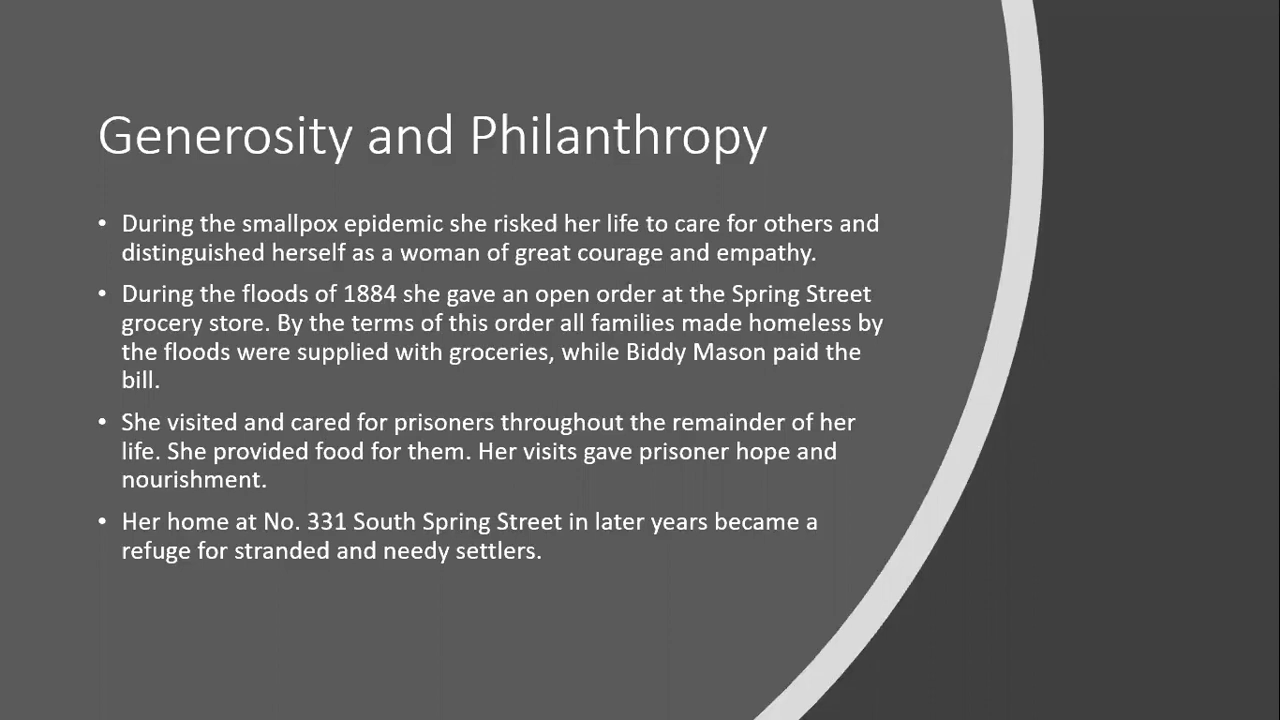 Generosity and Philanthropy
• During the smallpox epidemic she risked her life to care for others and
distinguished herself as a woman of great courage and empathy.
• During the floods of 1884 she gave an open order at the Spring Street
grocery store. By the terms of this order all families made homeless by
the floods were supplied with groceries, while Biddy Mason paid the
bill.
• She visited and cared for prisoners throughout the remainder of her
life. She provided food for them. Her visits gave prisoner hope and
nourishment.
• Her home at No. 331 South Spring Street in later years became a
refuge for stranded and needy settlers.